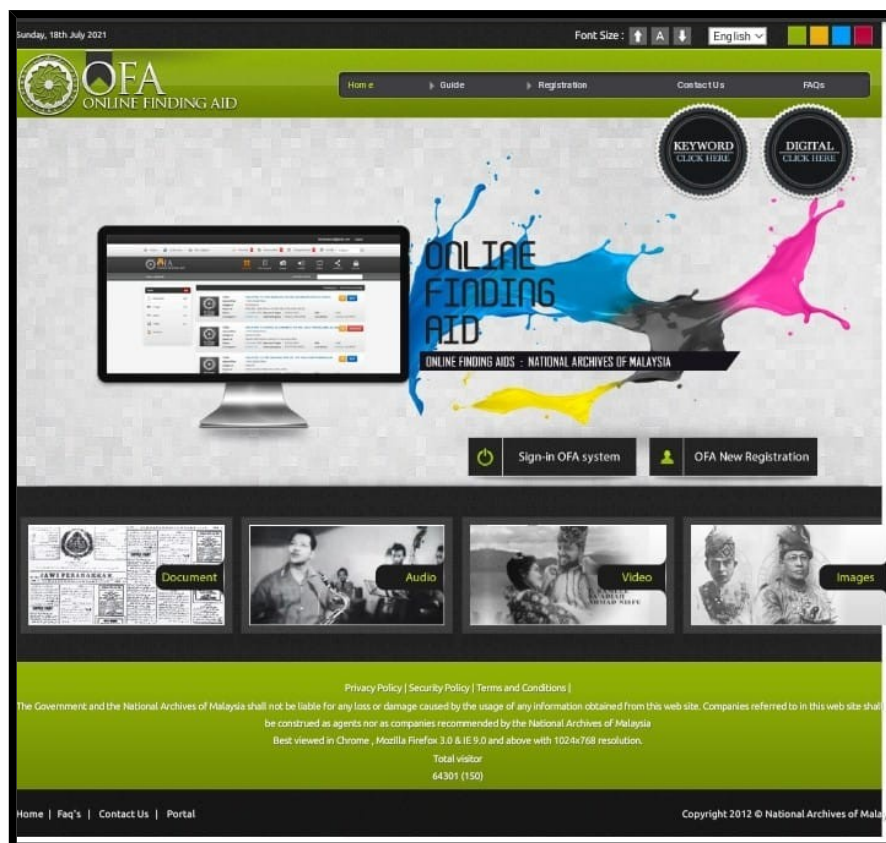 Sunday, 18th July 2021
Font Size :
A
English
OFA
ONLINE FINDING AID
Home
Guide
Registration
Contact Us
FAQs
KEYWORD
CLICK HERE
DIGITAL
CLICK HERE
ONLINE
FINDING
AID
ONLINE FINDING AIDS : NATIONAL ARCHIVES OF MALAYSIA
Sign-in OFA system
OFA New Registration
JAWI PERANAKKAN
Document
Audio
Video
Images
Privacy Policy | Security Policy | Terms and Conditions |
The Government and the National Archives of Malaysia shall not be liable for any loss or damage caused by the usage of any information obtained from this web site. Companies referred to in this web site shall
be construed as agents nor as companies recommended by the National Archives of Malaysia
Best viewed in Chrome , Mozilla Firefox 3.0 & IE 9.0 and above with 1024x768 resolution.
Total visitor
64301 (150)
Home | Faq's | Contact Us | Portal
Copyright 2012 © National Archives of Malay